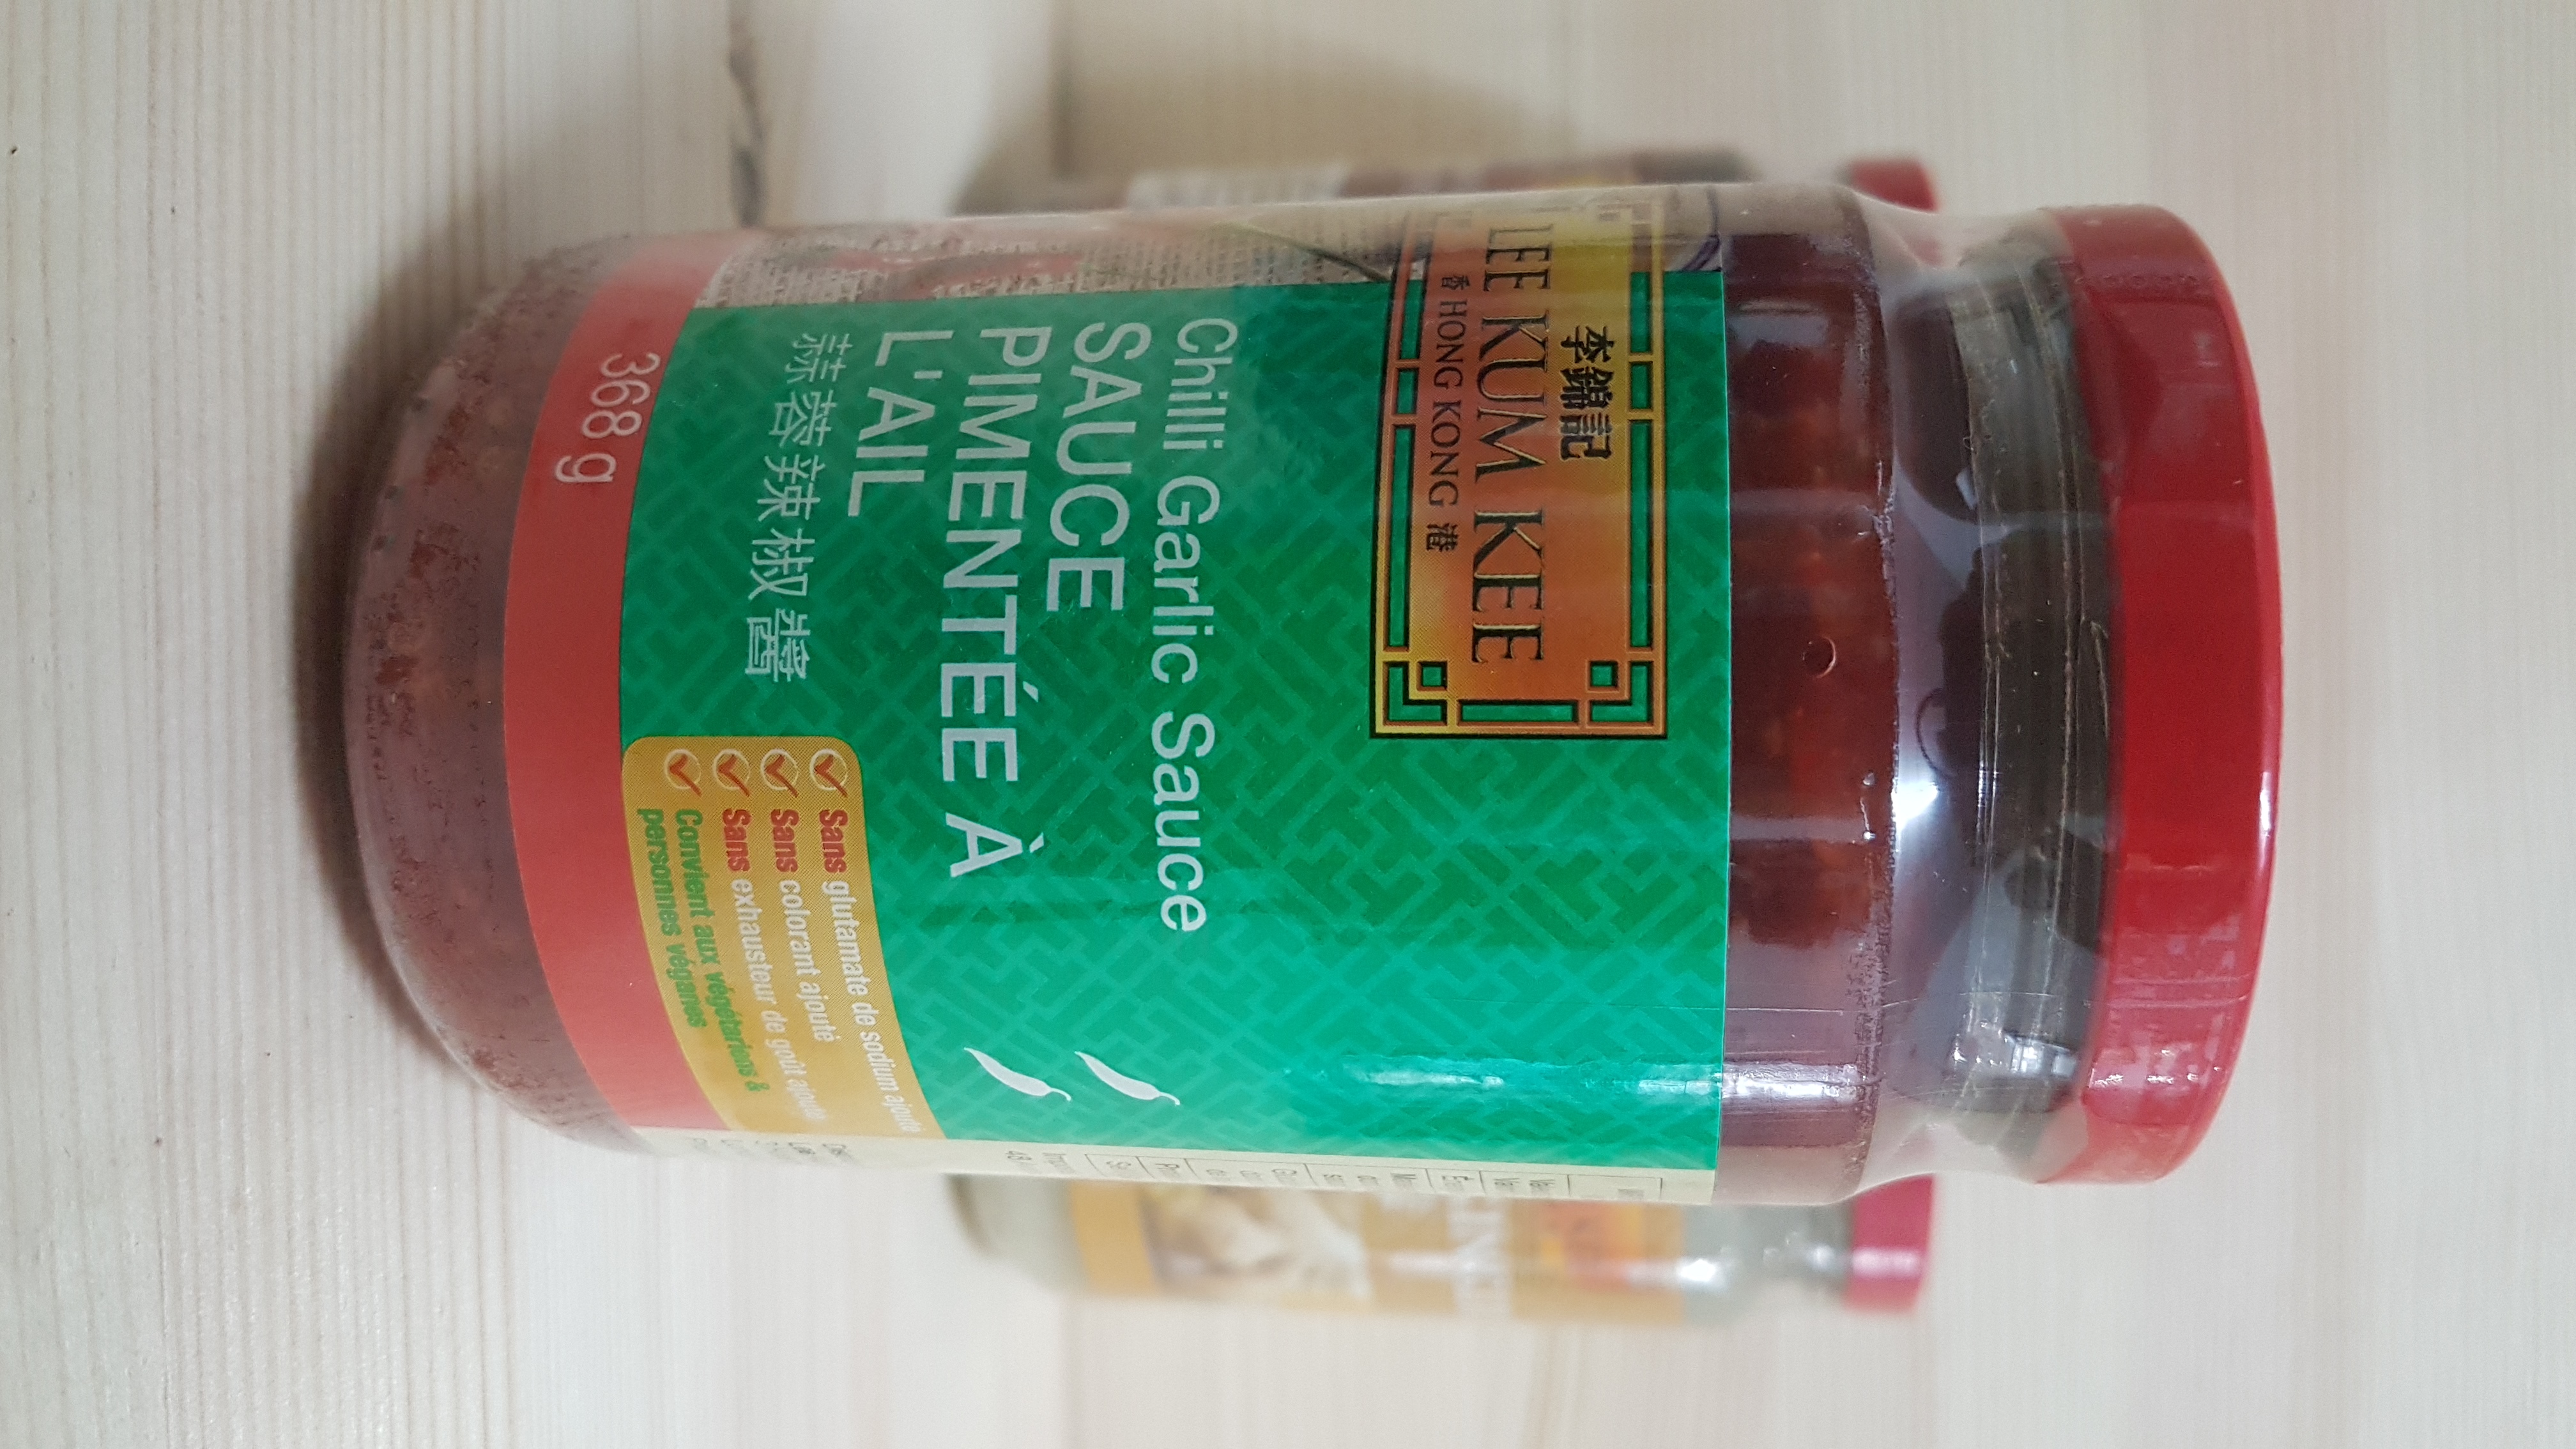 李錦記
LEE KUM KEE
香 HONG KONG 港
Chilli Garlic Sauce
SAUCE
PIMENTÉE À
L'AIL
蒜蓉辣椒醬
Sans glutamate de sodium ajouté
Sans colorant ajouté
Sans exhausteur de goût ajouté
Convient aux végétariens &
personnes véganes
368 g